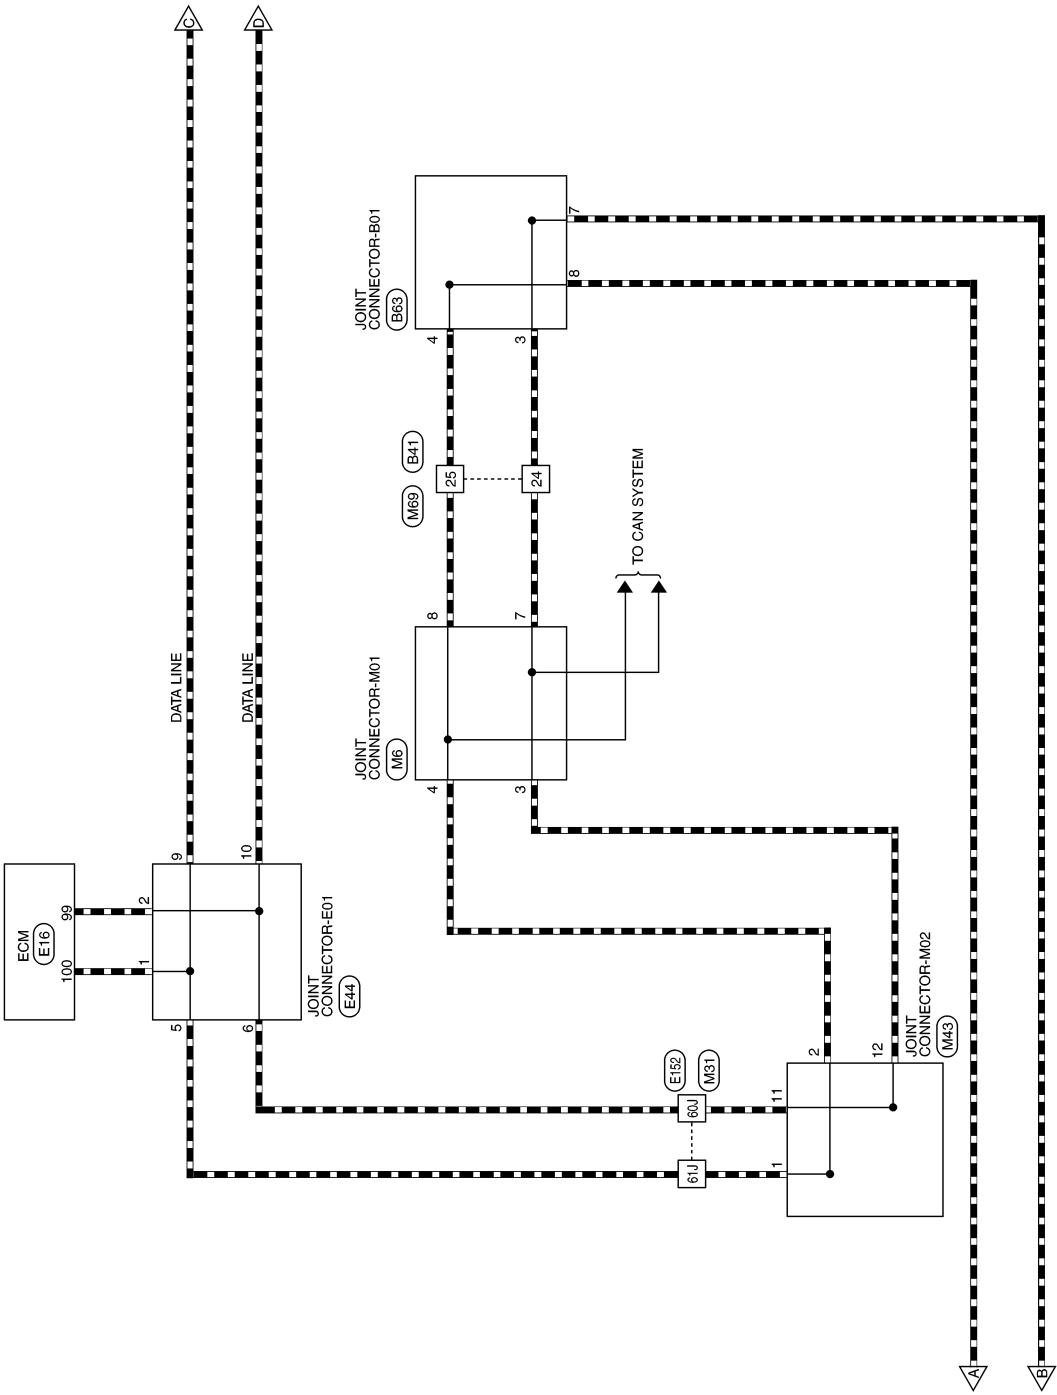 C
D
DATA LINE
DATA LINE
ECM
E16
100
99
1
2
9
10
5
6
JOINT
CONNECTOR-E01
E44
JOINT
CONNECTOR-B01
B63
4
3
8
7
M69
B41
25
24
TO CAN SYSTEM
JOINT
CONNECTOR-M01
M6
8
7
4
3
E152
M31
61J
60J
1
11
2
12
JOINT
CONNECTOR-M02
M43
A
B